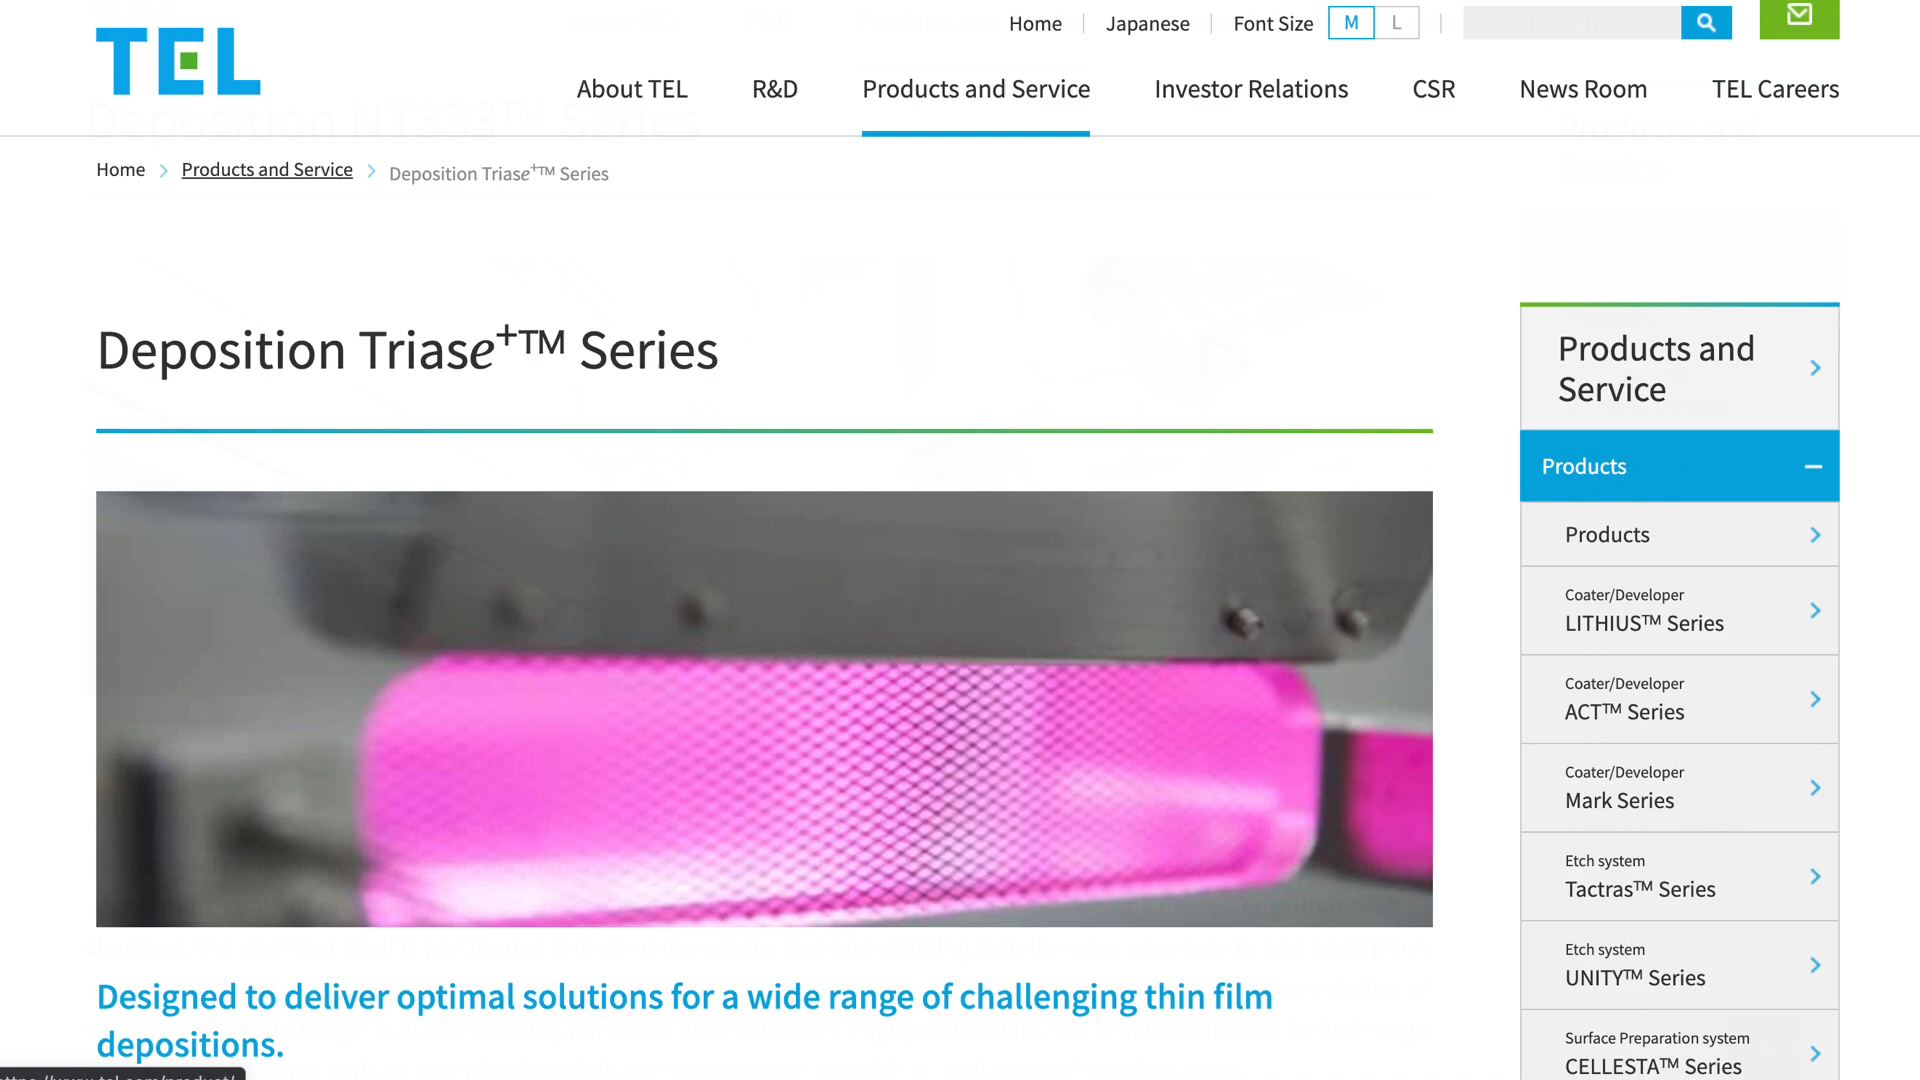 TEL
Home
Japanese
Font Size
M
L
About TEL
R&D
Products and Service
Investor Relations
CSR
News Room
TEL Careers
Deposition NT333™ Series
Home
Products and Service
Deposition Triase⁺™ Series
Deposition Triase⁺™ Series
Products and
Service
Products
Products
Coater/Developer
LITHIUS™ Series
Coater/Developer
ACT™ Series
Coater/Developer
Mark Series
Etch system
Tactras™ Series
Etch system
UNITY™ Series
Surface Preparation system
CELLESTA™ Series
Designed to deliver optimal solutions for a wide range of challenging thin film
depositions.